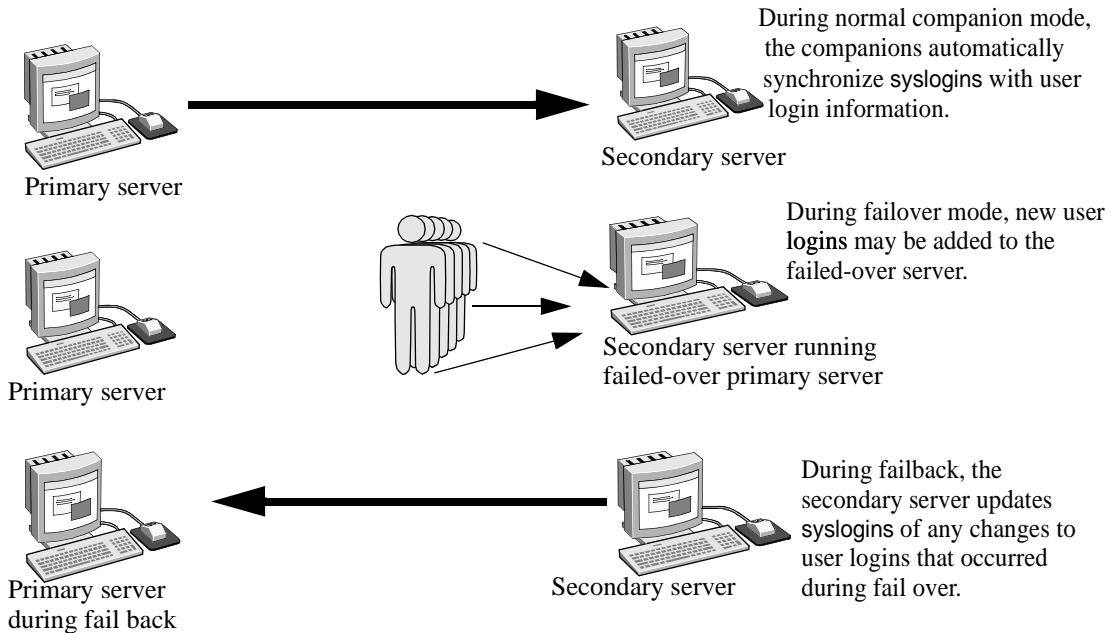 During normal companion mode,
the companions automatically
synchronize syslogins with user
login information.
Secondary server
Primary server
During failover mode, new user
logins may be added to the
failed-over server.
Secondary server running
failed-over primary server
Primary server
During failback, the
secondary server updates
syslogins of any changes to
user logins that occurred
during fail over.
Primary server
during fail back
Secondary server